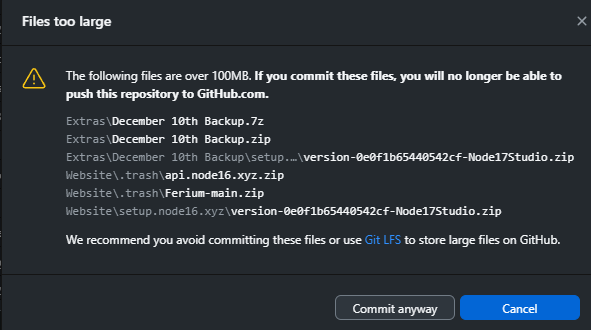 Files too large
The following files are over 100MB. If you commit these files, you will no longer be able to
push this repository to GitHub.com.
Extras\December 10th Backup.7z
Extras\December 10th Backup.zip
Extras\December 10th Backup\setup....\version-0e0f1b65440542cf-Node17Studio.zip
Website\.trash\api.node16.xyz.zip
Website\.trash\Ferium-main.zip
Website\setup.node16.xyz\version-0e0f1b65440542cf-Node17Studio.zip
We recommend you avoid committing these files or use Git LFS to store large files on GitHub.
Commit anyway
Cancel